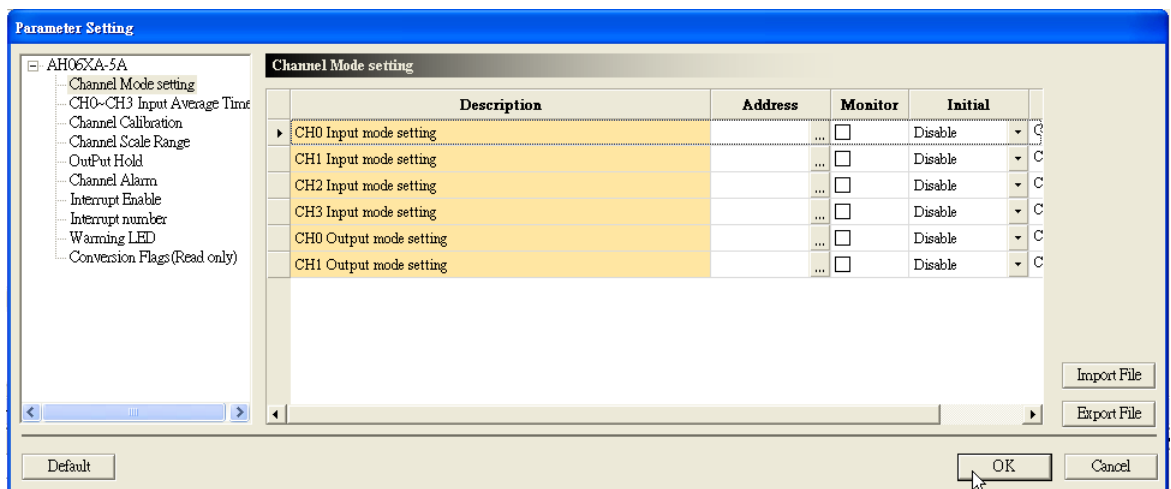 Parameter Setting
AH06XA-5A
Channel Mode setting
CH0~CH3 Input Average Time
Channel Calibration
Channel Scale Range
OutPut Hold
Channel Alarm
Interrupt Enable
Interrupt number
Warming LED
Conversion Flags(Read only)
Channel Mode setting
Description Address Monitor Initial
CH0 Input mode setting ... Disable C
CH1 Input mode setting ... Disable C
CH2 Input mode setting ... Disable C
CH3 Input mode setting ... Disable C
CH0 Output mode setting ... Disable C
CH1 Output mode setting ... Disable C
Import File
Export File
Default OK Cancel